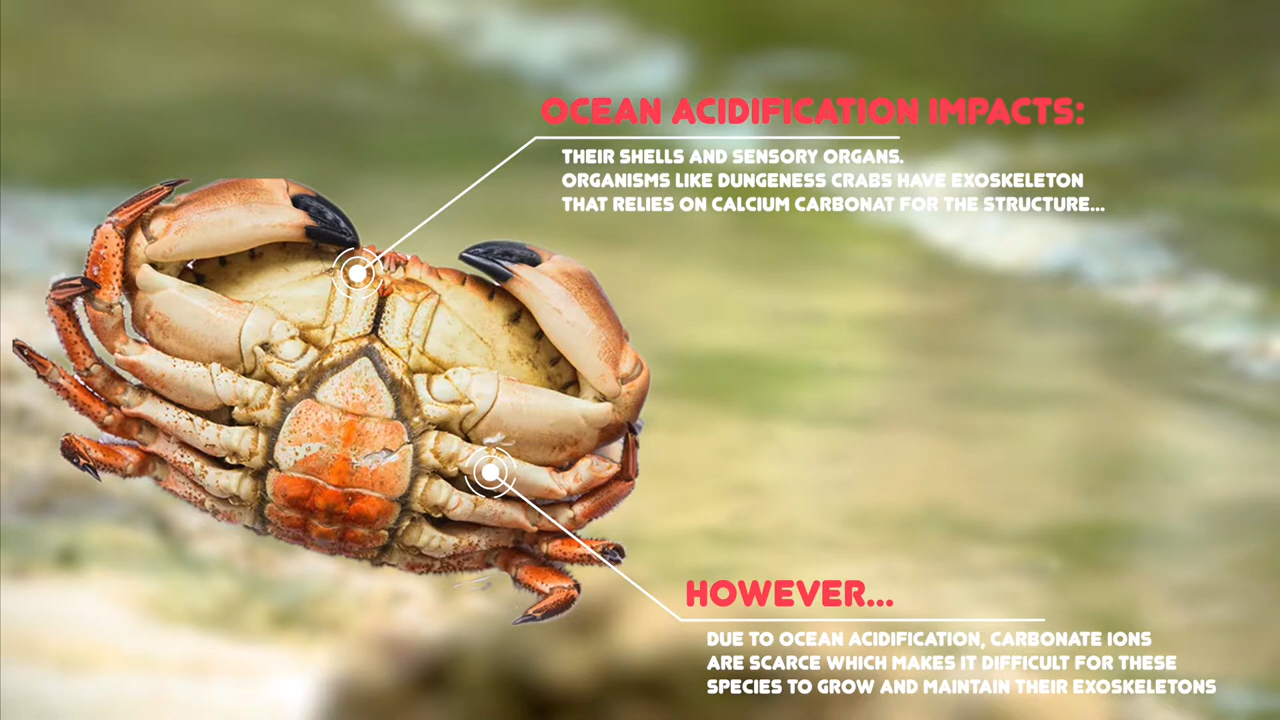 OCEAN ACIDIFICATION IMPACTS:
THEIR SHELLS AND SENSORY ORGANS.
ORGANISMS LIKE DUNGENESS CRABS HAVE EXOSKELETON
THAT RELIES ON CALCIUM CARBONAT FOR THE STRUCTURE...
HOWEVER...
DUE TO OCEAN ACIDIFICATION, CARBONATE IONS
ARE SCARCE WHICH MAKES IT DIFFICULT FOR THESE
SPECIES TO GROW AND MAINTAIN THEIR EXOSKELETONS